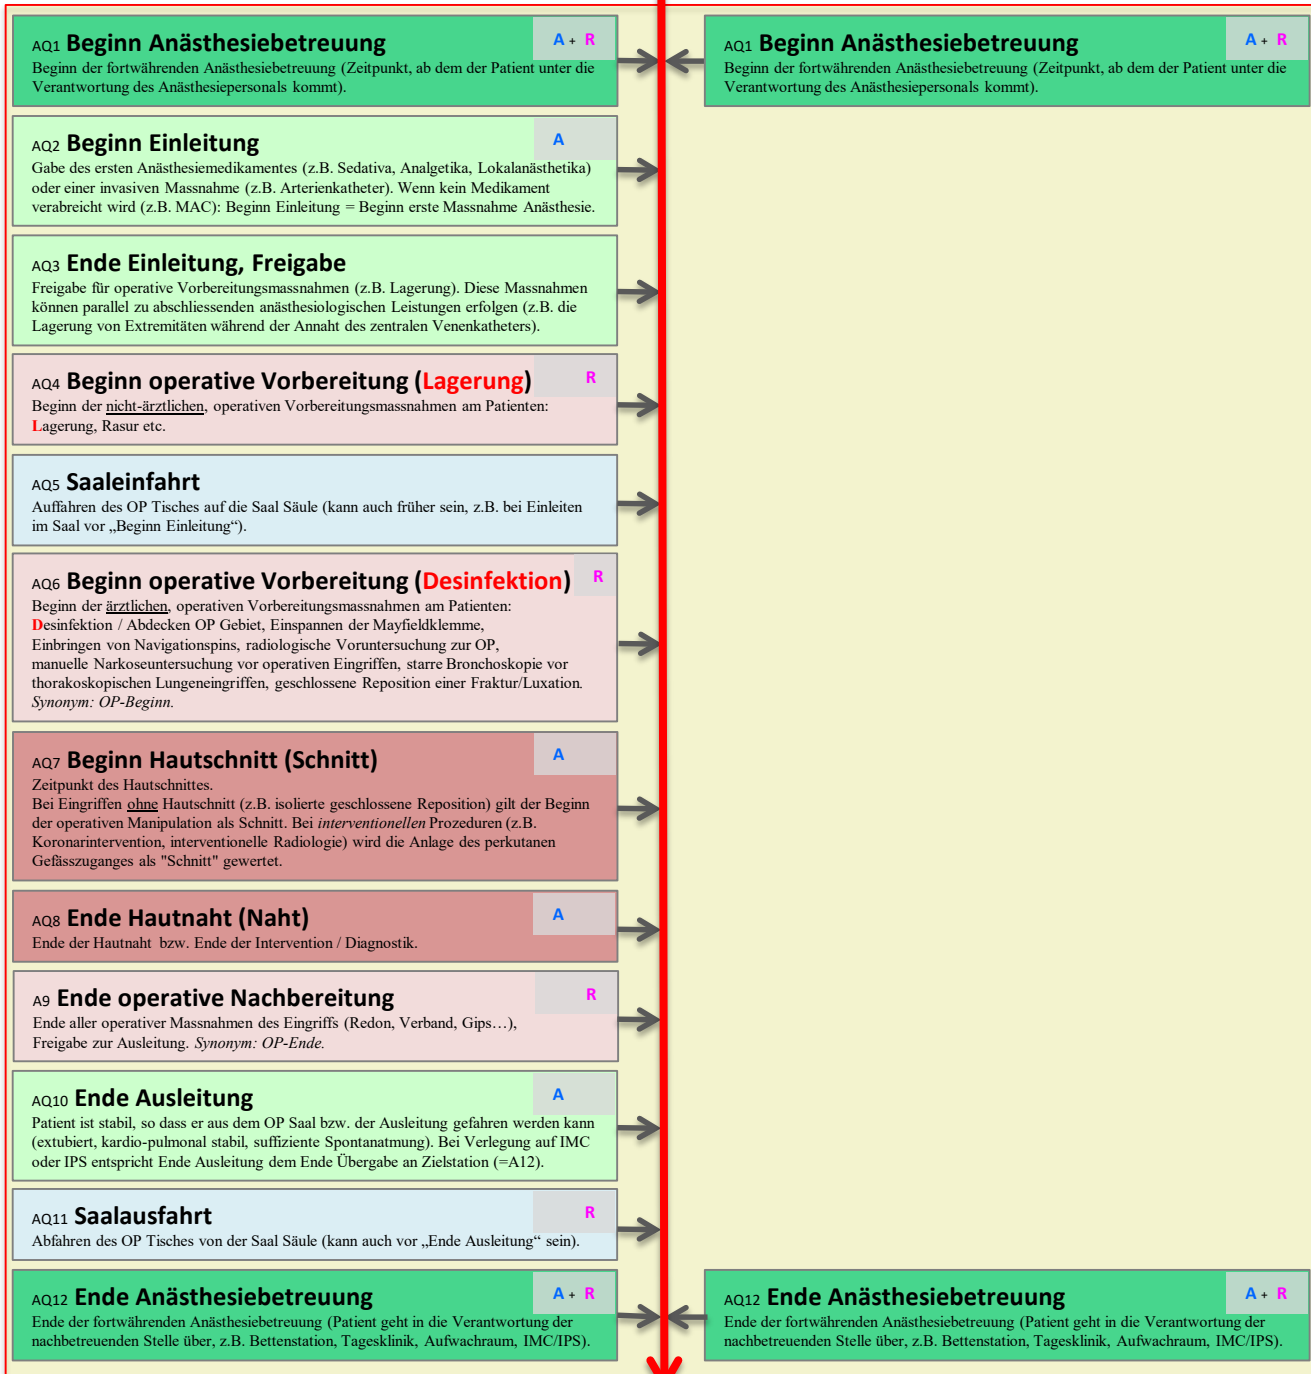 AQ1 Beginn Anästhesiebetreuung A + R
Beginn der fortwährenden Anästhesiebetreuung (Zeitpunkt, ab dem der Patient unter die
Verantwortung des Anästhesiepersonals kommt).
AQ1 Beginn Anästhesiebetreuung A + R
Beginn der fortwährenden Anästhesiebetreuung (Zeitpunkt, ab dem der Patient unter die
Verantwortung des Anästhesiepersonals kommt).
AQ2 Beginn Einleitung A
Gabe des ersten Anästhesiemedikamentes (z.B. Sedativa, Analgetika, Lokalanästhetika)
oder einer invasiven Massnahme (z.B. Arterienkatheter). Wenn kein Medikament
verabreicht wird (z.B. MAC): Beginn Einleitung = Beginn erste Massnahme Anästhesie.
AQ3 Ende Einleitung, Freigabe
Freigabe für operative Vorbereitungsmassnahmen (z.B. Lagerung). Diese Massnahmen
können parallel zu abschliessenden anästhesiologischen Leistungen erfolgen (z.B. die
Lagerung von Extremitäten während der Annaht des zentralen Venenkatheters).
AQ4 Beginn operative Vorbereitung (Lagerung) R
Beginn der nicht-ärztlichen, operativen Vorbereitungsmassnahmen am Patienten:
Lagerung, Rasur etc.
AQ5 Saaleinfahrt
Auffahren des OP Tisches auf die Saal Säule (kann auch früher sein, z.B. bei Einleiten
im Saal vor „Beginn Einleitung“).
AQ6 Beginn operative Vorbereitung (Desinfektion) R
Beginn der ärztlichen, operativen Vorbereitungsmassnahmen am Patienten:
Desinfektion / Abdecken OP Gebiet, Einspannen der Mayfieldklemme,
Einbringen von Navigationspins, radiologische Voruntersuchung zur OP,
manuelle Narkoseuntersuchung vor operativen Eingriffen, starre Bronchoskopie vor
thorakoskopischen Lungeneingriffen, geschlossene Reposition einer Fraktur/Luxation.
Synonym: OP-Beginn.
AQ7 Beginn Hautschnitt (Schnitt) A
Zeitpunkt des Hautschnittes.
Bei Eingriffen ohne Hautschnitt (z.B. isolierte geschlossene Reposition) gilt der Beginn
der operativen Manipulation als Schnitt. Bei interventionellen Prozeduren (z.B.
Koronarintervention, interventionelle Radiologie) wird die Anlage des perkutanen
Gefässzuganges als "Schnitt" gewertet.
AQ8 Ende Hautnaht (Naht) A
Ende der Hautnaht bzw. Ende der Intervention / Diagnostik.
A9 Ende operative Nachbereitung R
Ende aller operativer Massnahmen des Eingriffs (Redon, Verband, Gips…),
Freigabe zur Ausleitung. Synonym: OP-Ende.
AQ10 Ende Ausleitung A
Patient ist stabil, so dass er aus dem OP Saal bzw. der Ausleitung gefahren werden kann
(extubiert, kardio-pulmonal stabil, suffiziente Spontanatmung). Bei Verlegung auf IMC
oder IPS entspricht Ende Ausleitung dem Ende Übergabe an Zielstation (=A12).
AQ11 Saalausfahrt R
Abfahren des OP Tisches von der Saal Säule (kann auch vor „Ende Ausleitung“ sein).
AQ12 Ende Anästhesiebetreuung A + R
Ende der fortwährenden Anästhesiebetreuung (Patient geht in die Verantwortung der
nachbetreuenden Stelle über, z.B. Bettenstation, Tagesklinik, Aufwachraum, IMC/IPS).
AQ12 Ende Anästhesiebetreuung A + R
Ende der fortwährenden Anästhesiebetreuung (Patient geht in die Verantwortung der
nachbetreuenden Stelle über, z.B. Bettenstation, Tagesklinik, Aufwachraum, IMC/IPS).